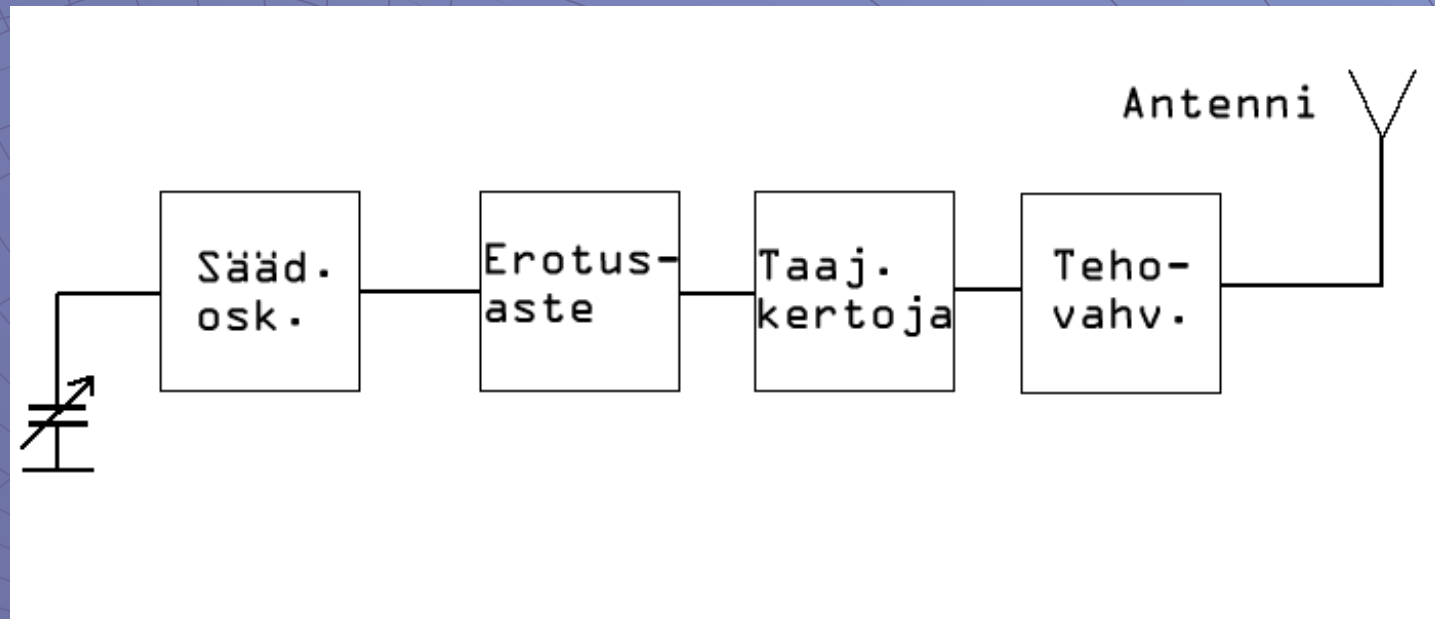 Antenni
Sääd.
osk.
Erotus-
aste
Taaj.
kertoja
Teho-
vahv.